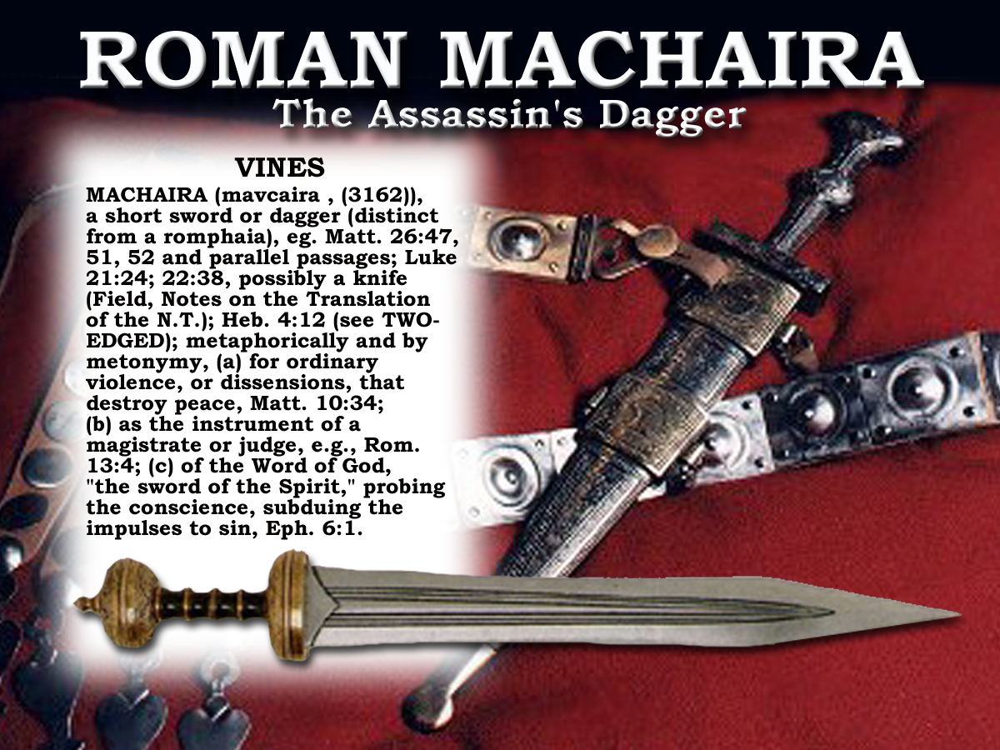 ROMAN MACHAIRA
The Assassin's Dagger
VINES
MACHAIRA (mavcaira , (3162)),
a short sword or dagger (distinct
from a romphaia), eg. Matt. 26:47,
51, 52 and parallel passages; Luke
21:24; 22:38, possibly a knife
(Field, Notes on the Translation
of the N.T.); Heb. 4:12 (see TWO-
EDGED); metaphorically and by
metonymy, (a) for ordinary
violence, or dissensions, that
destroy peace, Matt. 10:34;
(b) as the instrument of a
magistrate or judge, e.g., Rom.
13:4; (c) of the Word of God,
"the sword of the Spirit," probing
the conscience, subduing the
impulses to sin, Eph. 6:1.